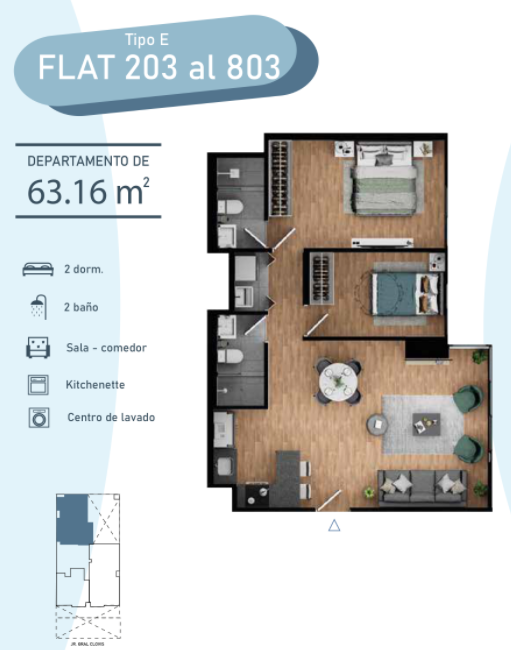 Tipo E
FLAT 203 al 803
DEPARTAMENTO DE
63.16 m²
2 dorm.
2 baño
Sala - comedor
Kitchenette
Centro de lavado